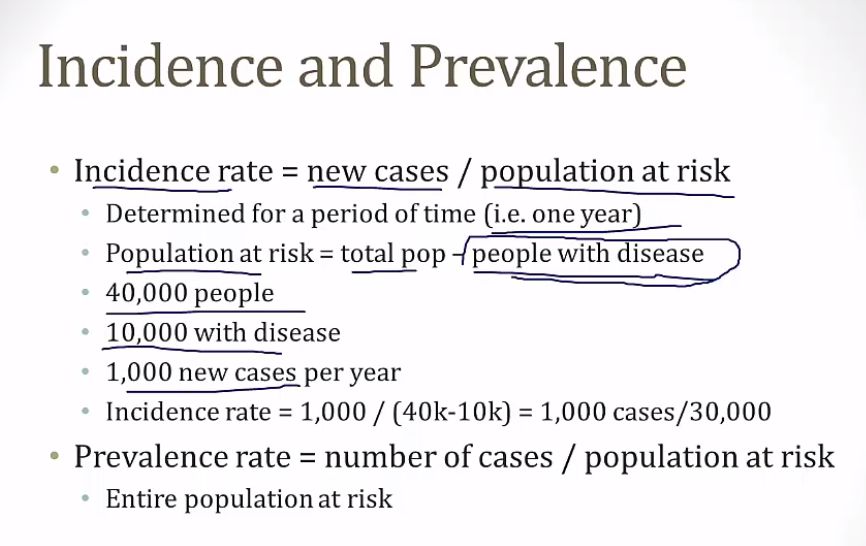 Incidence and Prevalence
• Incidence rate = new cases / population at risk
• Determined for a period of time (i.e. one year)
• Population at risk = total pop - people with disease
• 40,000 people
• 10,000 with disease
• 1,000 new cases per year
• Incidence rate = 1,000 / (40k-10k) = 1,000 cases/30,000
• Prevalence rate = number of cases / population at risk
• Entire population at risk